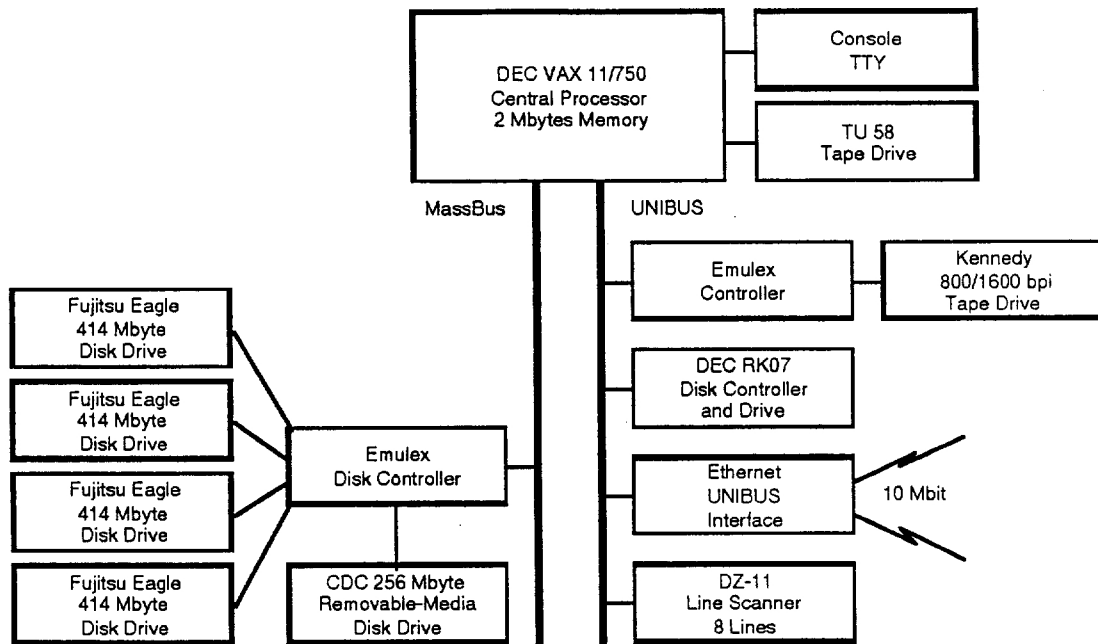 DEC VAX 11/750
Central Processor
2 Mbytes Memory
Console
TTY
TU 58
Tape Drive
MassBus
UNIBUS
Emulex
Controller
Kennedy
800/1600 bpi
Tape Drive
Fujitsu Eagle
414 Mbyte
Disk Drive
DEC RK07
Disk Controller
and Drive
Fujitsu Eagle
414 Mbyte
Disk Drive
Emulex
Disk Controller
Ethernet
UNIBUS
Interface
10 Mbit
Fujitsu Eagle
414 Mbyte
Disk Drive
Fujitsu Eagle
414 Mbyte
Disk Drive
CDC 256 Mbyte
Removable-Media
Disk Drive
DZ-11
Line Scanner
8 Lines